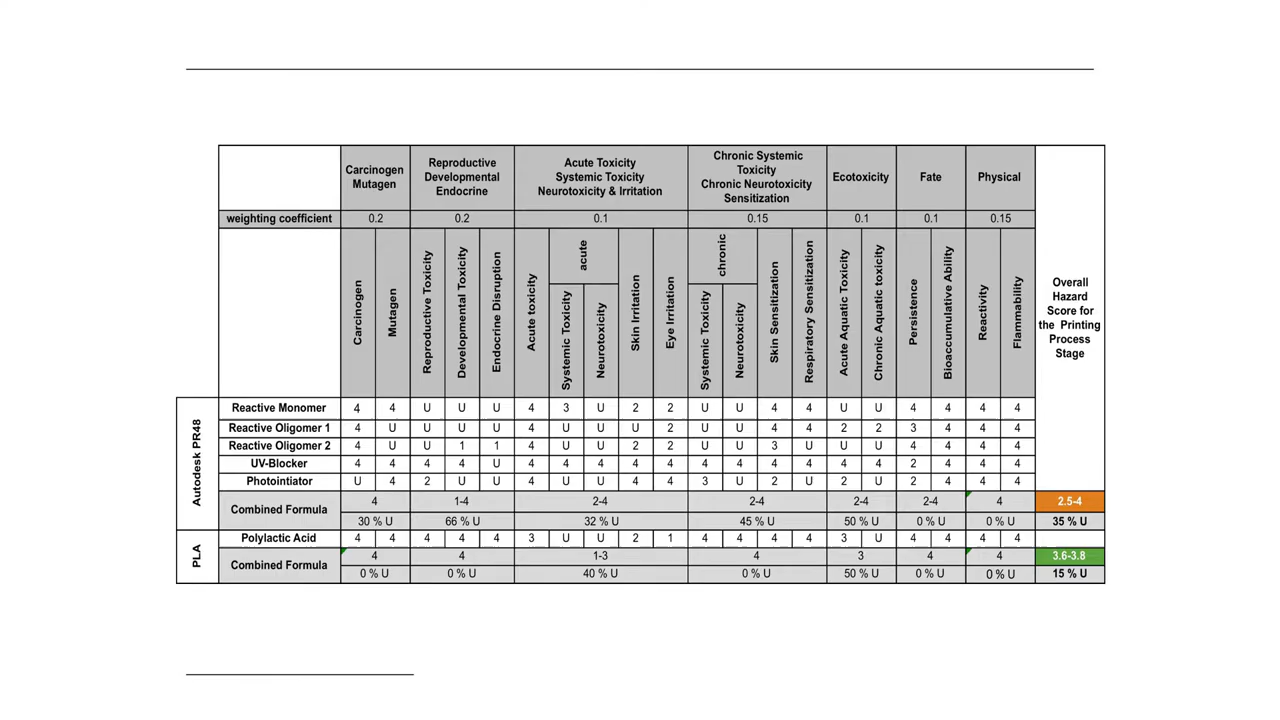 Carcinogen Mutagen | Reproductive Developmental Endocrine | Acute Toxicity Systemic Toxicity Neurotoxicity & Irritation | Chronic Systemic Toxicity Chronic Neurotoxicity Sensitization | Ecotoxicity | Fate | Physical
weighting coefficient 0.2 0.2 0.1 0.15 0.1 0.1 0.15
acute chronic
Carcinogen Mutagen Reproductive Toxicity Developmental Toxicity Endocrine Disruption Acute toxicity Systemic Toxicity Neurotoxicity Skin Irritation Eye Irritation Systemic Toxicity Neurotoxicity Skin Sensitization Respiratory Sensitization Acute Aquatic Toxicity Chronic Aquatic toxicity Persistence Bioaccumulative Ability Reactivity Flammability
Overall
Hazard
Score for
the Printing
Process
Stage
Autodesk PR48
Reactive Monomer 4 4 U U U 4 3 U 2 2 U U 4 4 U U 4 4 4 4
Reactive Oligomer 1 4 U U U U 4 U U U 2 U U 4 4 2 2 3 4 4 4
Reactive Oligomer 2 4 U U 1 1 4 U U 2 2 U U 3 U U U 4 4 4 4
UV-Blocker 4 4 4 4 U 4 4 4 4 4 4 4 4 4 4 4 2 4 4 4
Photointiator U 4 2 U U 4 U U 4 4 3 U 2 U 2 U 2 4 4 4
Combined Formula 4 1-4 2-4 2-4 2-4 2-4 4 2.5-4
30 % U 66 % U 32 % U 45 % U 50 % U 0 % U 0 % U 35 % U
PLA
Polylactic Acid 4 4 4 4 4 3 U U 2 1 4 4 4 4 3 U 4 4 4 4
Combined Formula 4 4 1-3 4 3 4 4 3.6-3.8
0 % U 0 % U 40 % U 0 % U 50 % U 0 % U 0 % U 15 % U